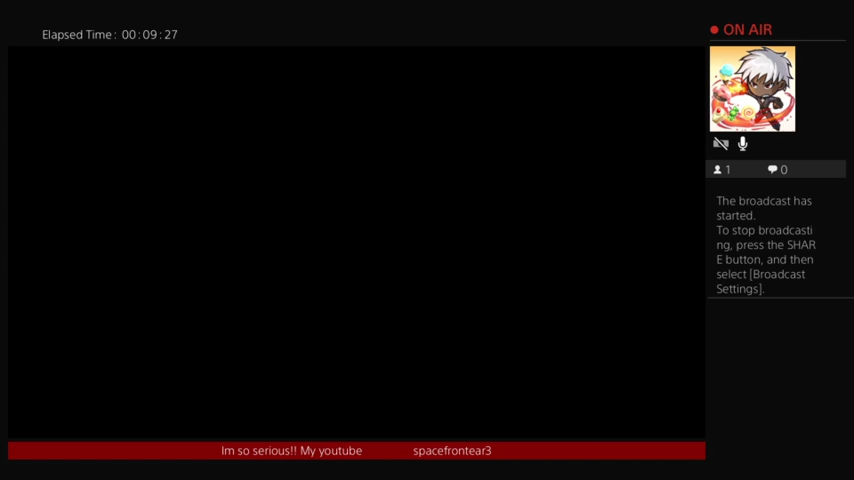 Elapsed Time: 00:09:27
ON AIR
1 0
The broadcast has
started.
To stop broadcasti
ng, press the SHAR
E button, and then
select [Broadcast
Settings].
Im so serious!! My youtube spacefrontear3